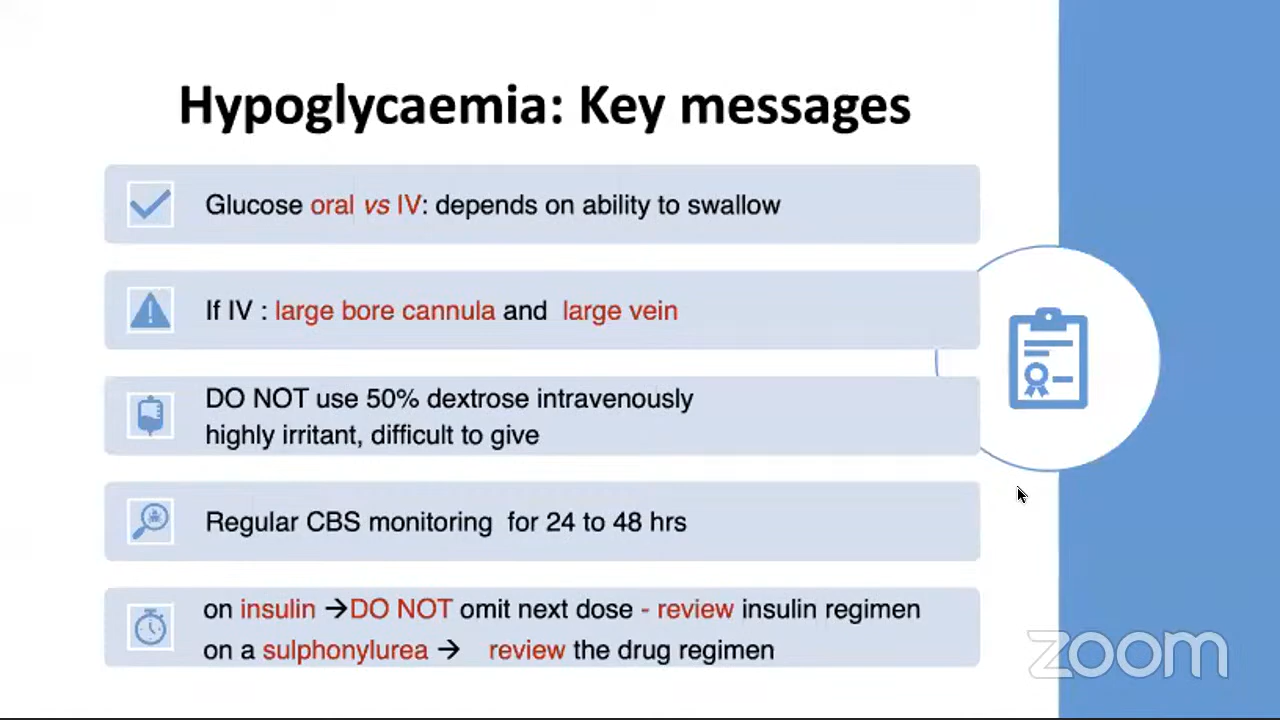 Hypoglycaemia: Key messages
Glucose oral vs IV: depends on ability to swallow
If IV : large bore cannula and large vein
DO NOT use 50% dextrose intravenously
highly irritant, difficult to give
Regular CBS monitoring for 24 to 48 hrs
on insulin →DO NOT omit next dose - review insulin regimen
on a sulphonylurea → review the drug regimen
zoom